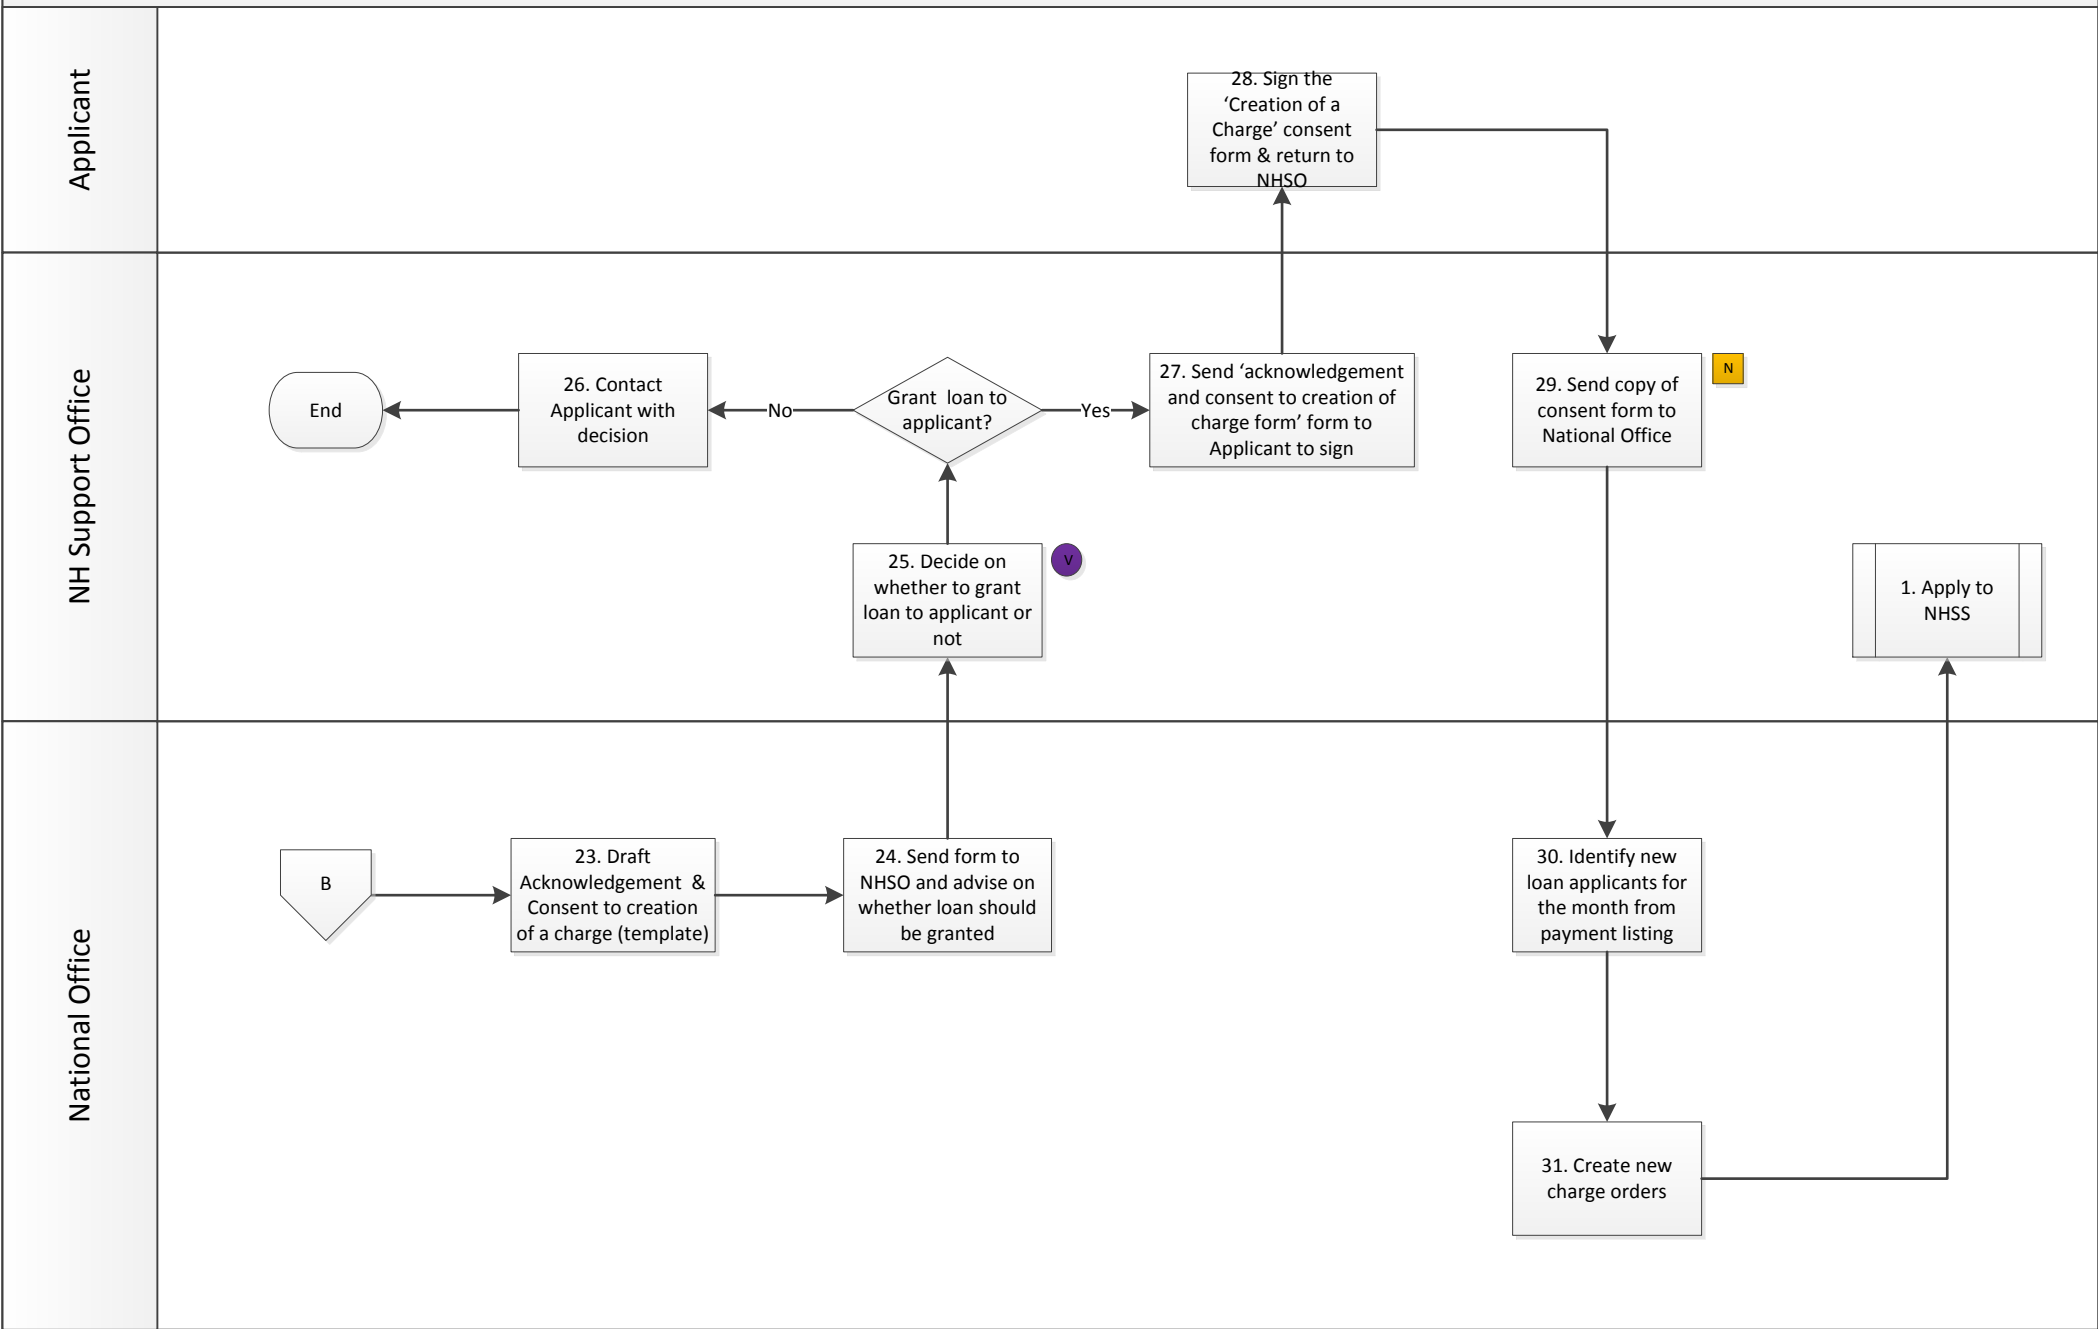 Applicant
28. Sign the
‘Creation of a
Charge’ consent
form & return to
NHSO
NH Support Office
End
26. Contact
Applicant with
decision
No
Grant  loan to
applicant?
Yes
27. Send ‘acknowledgement
and consent to creation of
charge form’ form to
Applicant to sign
29. Send copy of
consent form to
National Office
N
25. Decide on
whether to grant
loan to applicant or
not
V
1. Apply to
NHSS
National Office
B
23. Draft
Acknowledgement  &
Consent to creation
of a charge (template)
24. Send form to
NHSO and advise on
whether loan should
be granted
30. Identify new
loan applicants for
the month from
payment listing
31. Create new
charge orders